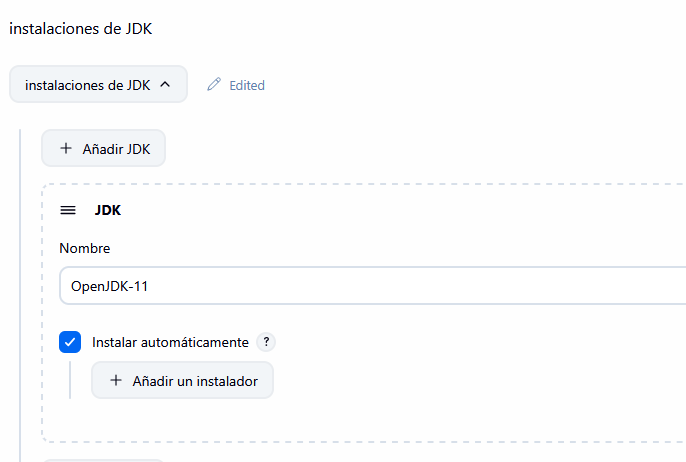 instalaciones de JDK
instalaciones de JDK Edited
+ Añadir JDK
JDK
Nombre
OpenJDK-11
Instalar automáticamente ?
+ Añadir un instalador